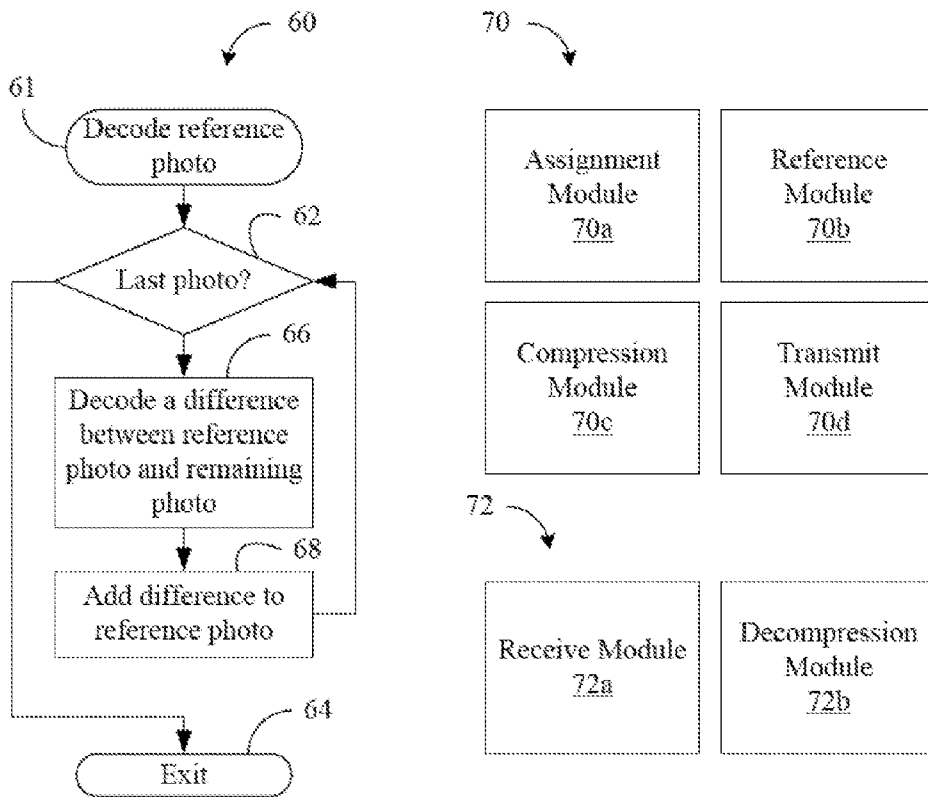 60
61
Decode reference
photo
62
Last photo?
66
Decode a difference
between reference
photo and remaining
photo
68
Add difference to
reference photo
64
Exit
70
Assignment
Module
70a
Reference
Module
70b
Compression
Module
70c
Transmit
Module
70d
72
Receive Module
72a
Decompression
Module
72b